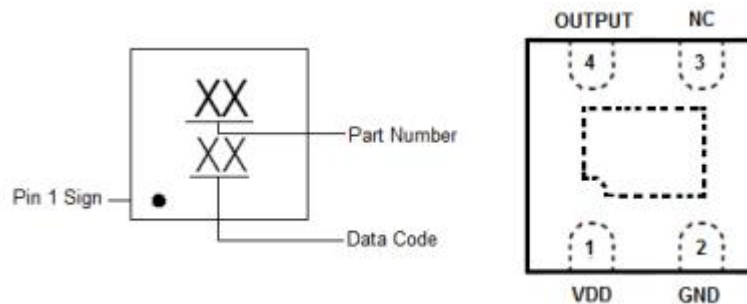 XX
XX
Part Number
Pin 1 Sign
Data Code
OUTPUT NC
4 3
1 2
VDD GND